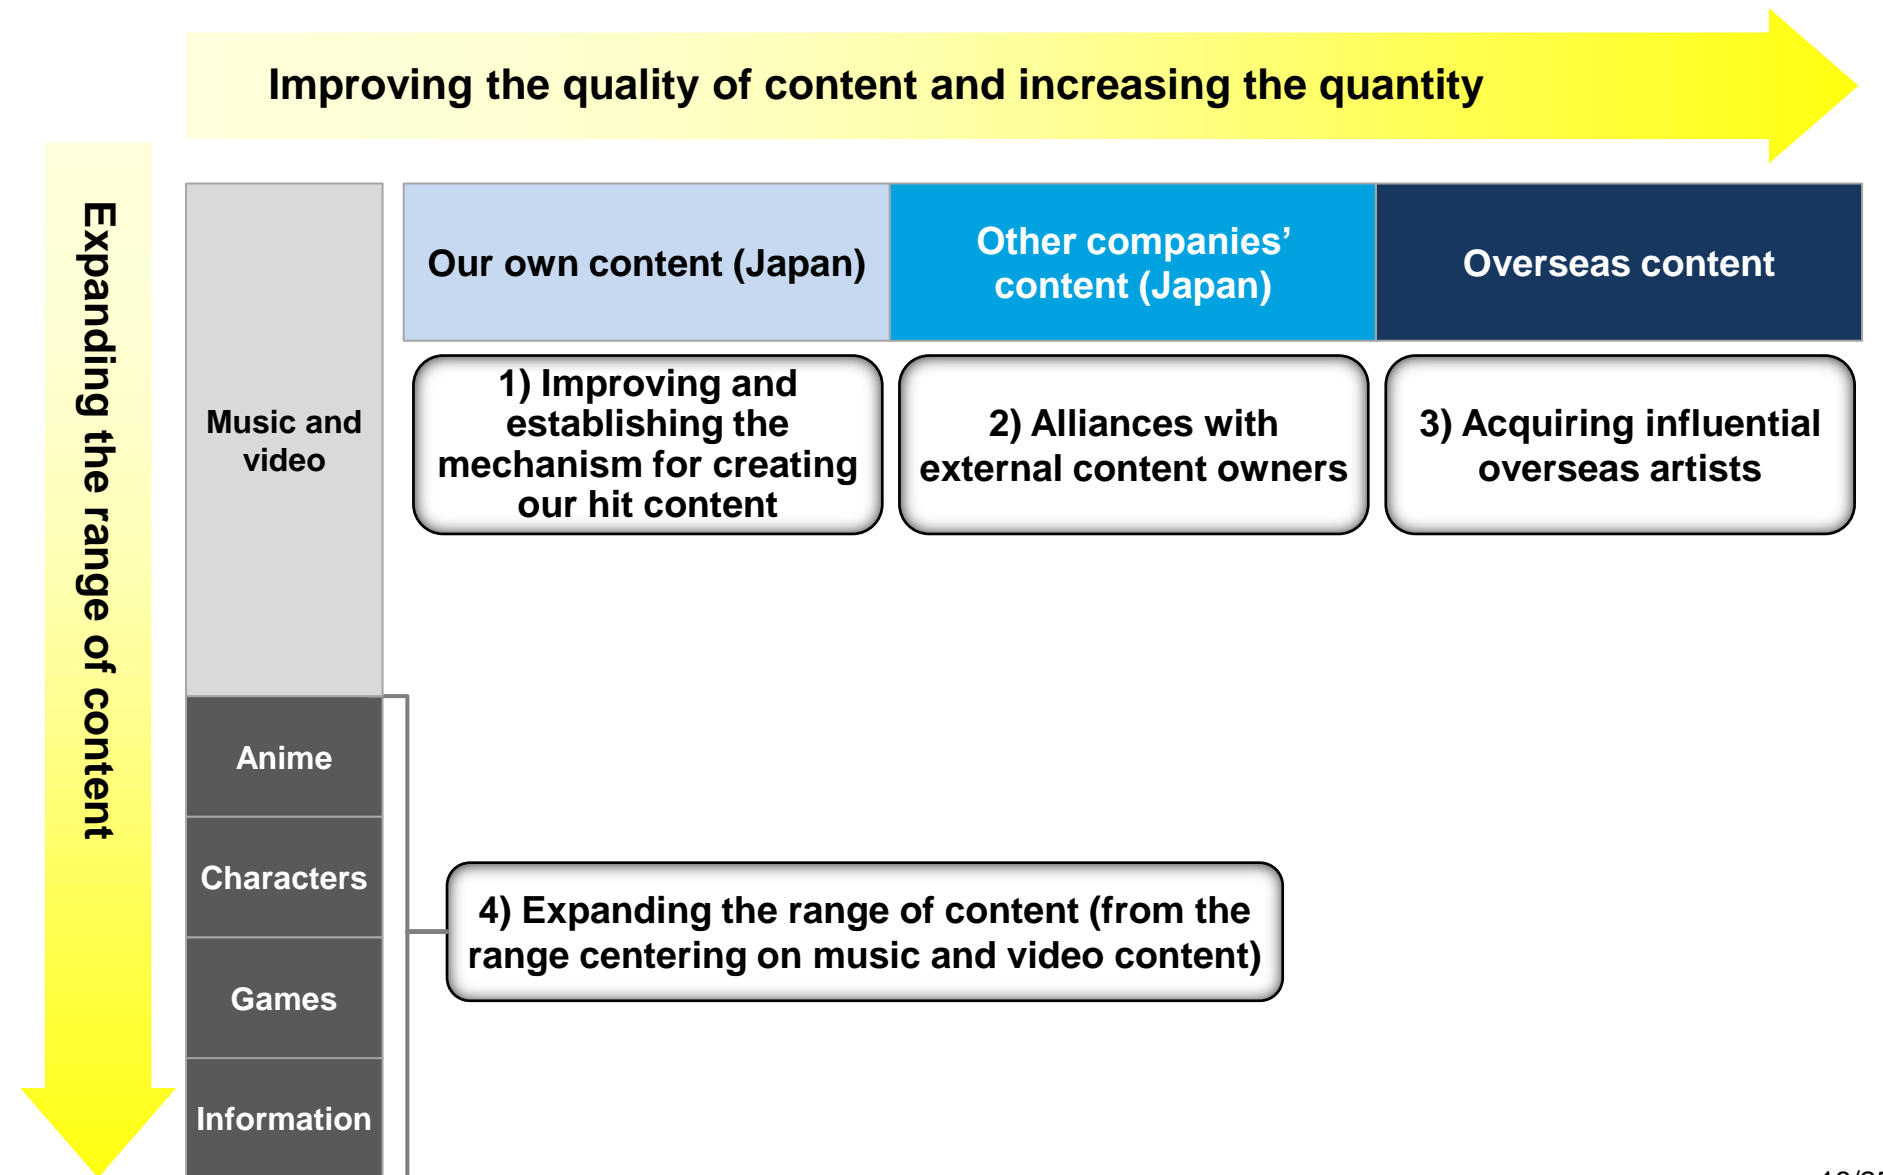 Improving the quality of content and increasing the quantity
Expanding the range of content
Our own content (Japan)
Other companies’
content (Japan)
Overseas content
Music and
video
1) Improving and
establishing the
mechanism for creating
our hit content
2) Alliances with
external content owners
3) Acquiring influential
overseas artists
Anime
Characters
Games
Information
4) Expanding the range of content (from the
range centering on music and video content)